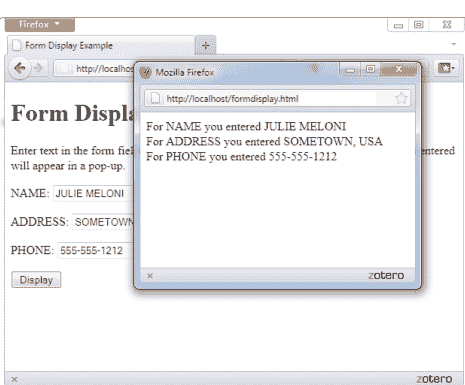 Firefox
Form Display Example
http://localhos
Form Displ
Enter text in the form fiel
entered
will appear in a pop-up.
NAME: JULIE MELONI
ADDRESS: SOMETOWN
PHONE: 555-555-1212
Display
Mozilla Firefox
http://localhost/formdisplay.html
For NAME you entered JULIE MELONI
For ADDRESS you entered SOMETOWN, USA
For PHONE you entered 555-555-1212
zotero
zotero